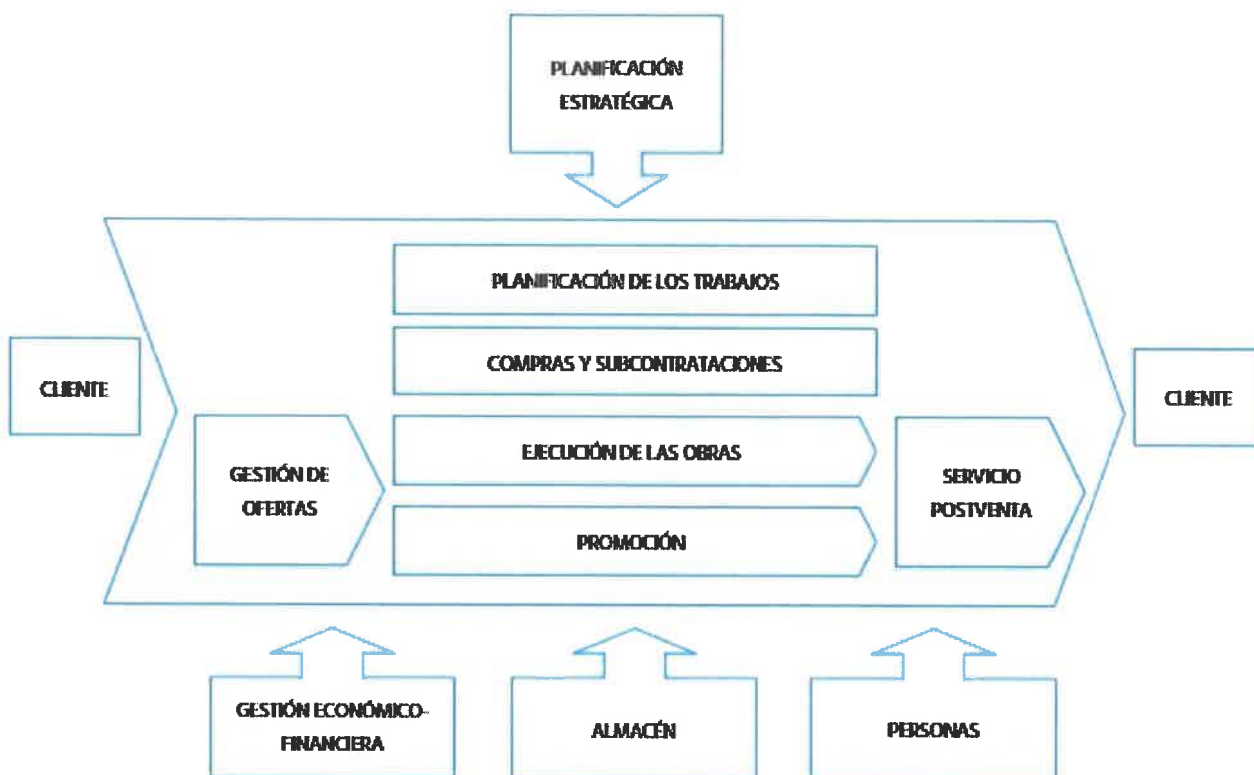 PLANIFICACIÓN
ESTRATÉGICA
PLANIFICACIÓN DE LOS TRABAJOS
COMPRAS Y SUBCONTRATACIONES
CLIENTE
CLIENTE
EJECUCIÓN DE LAS OBRAS
GESTIÓN DE
OFERTAS
SERVICIO
POSTVENTA
PROMOCIÓN
GESTIÓN ECONÓMICO-
FINANCIERA
ALMACÉN
PERSONAS